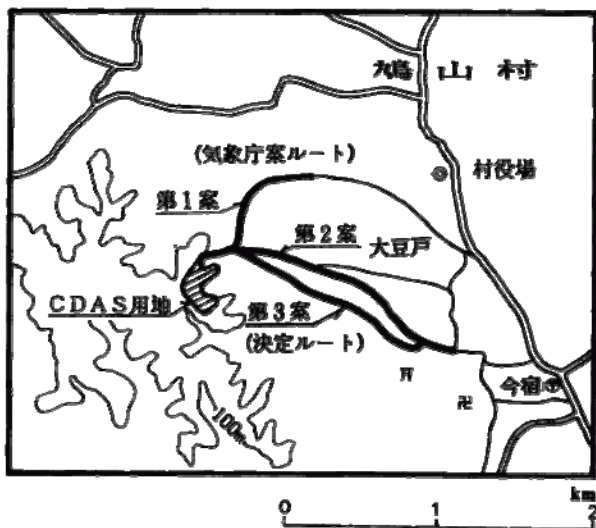 鳩山村
(気象庁案ルート)
村役場
第1案
第2案
大豆戸
CDAS用地
第3案
(決定ルート)
今宿
100m
km
0 1 2